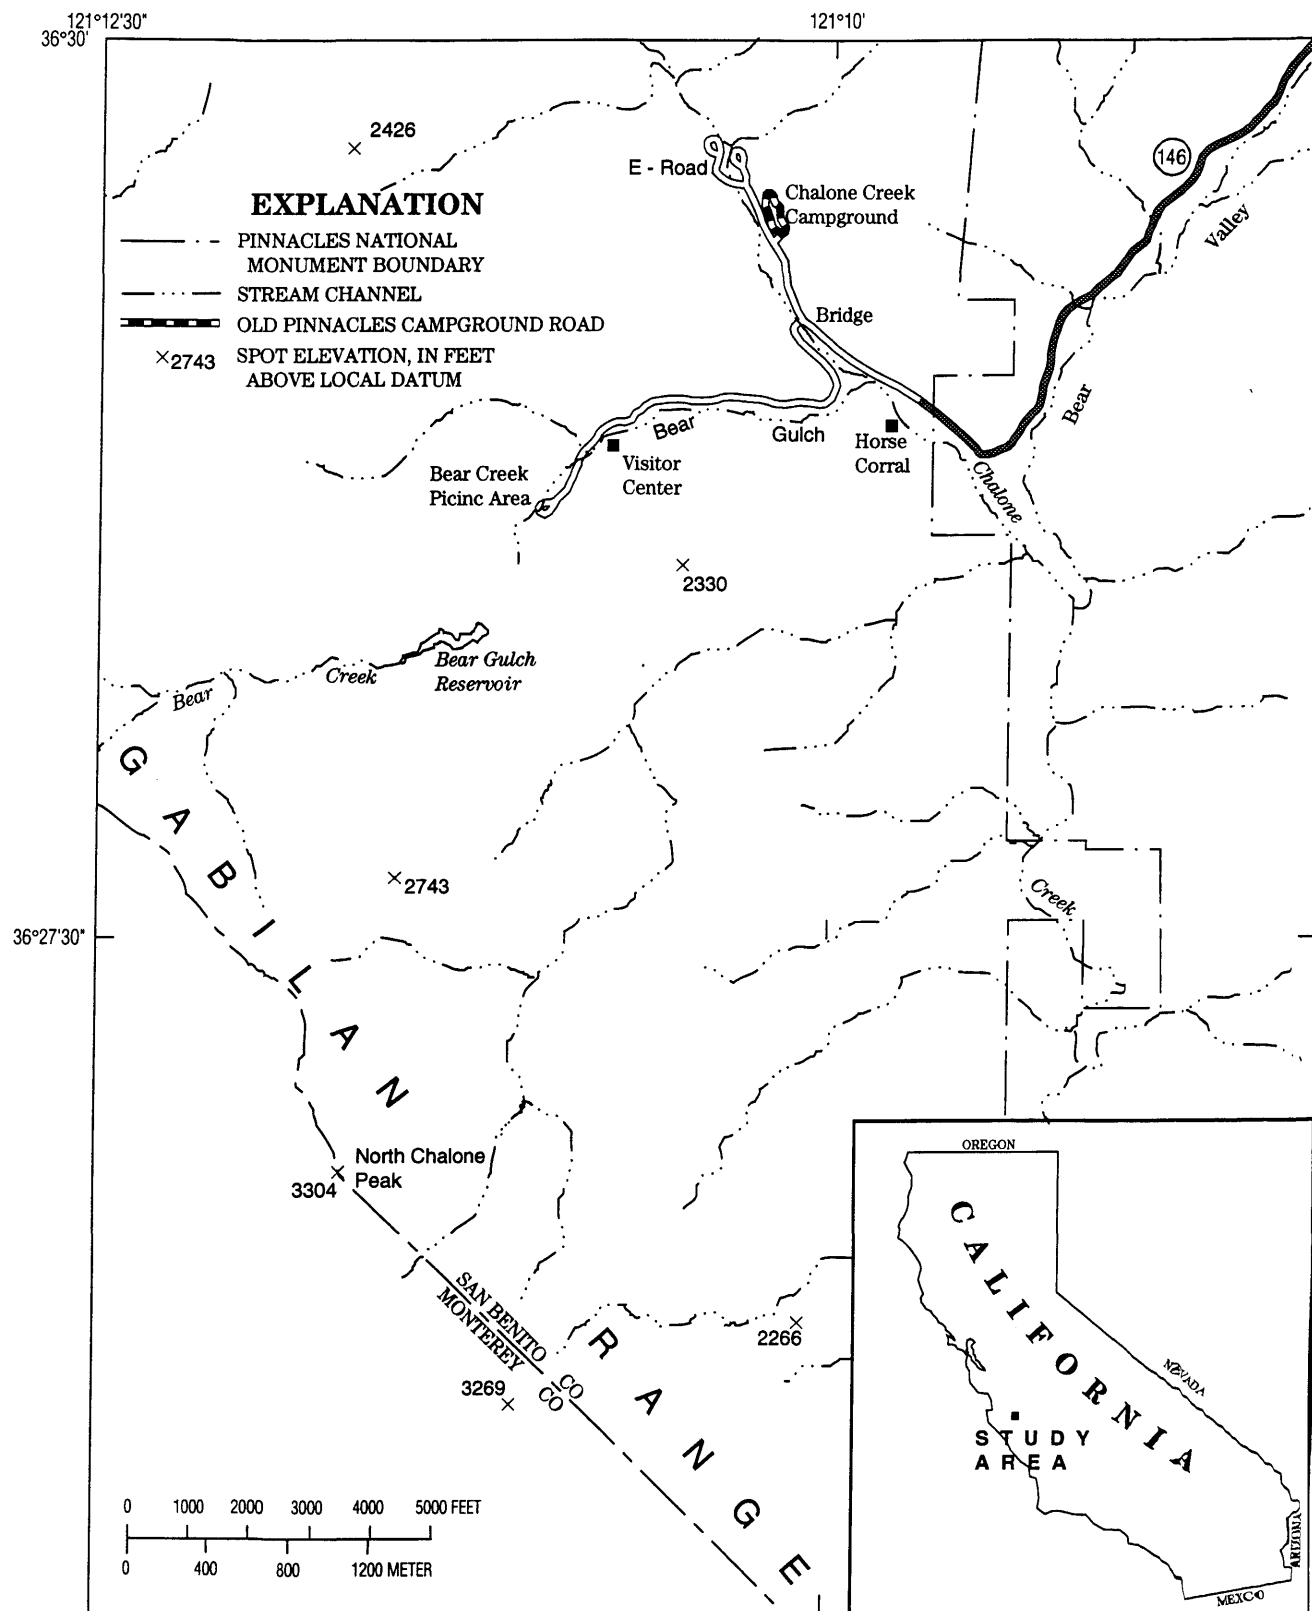 121°12'30"
121°10'
36°30'
2426
146
E - Road
Chalone Creek
Campground
Valley
EXPLANATION
PINNACLES NATIONAL
MONUMENT BOUNDARY
STREAM CHANNEL
OLD PINNACLES CAMPGROUND ROAD
2743
SPOT ELEVATION, IN FEET
ABOVE LOCAL DATUM
Bridge
Bear
Bear
Gulch
Horse
Corral
Visitor
Center
Bear Creek
Picinc Area
Chalone
2330
Bear Gulch
Reservoir
Creek
Bear
GABILAN
2743
Creek
36°27'30"
North Chalone
Peak
3304
SAN BENITO CO
MONTEREY CO
RANGE
2266
3269
0 1000 2000 3000 4000 5000 FEET
0 400 800 1200 METER
OREGON
CALIFORNIA
NEVADA
STUDY
AREA
ARIZONA
MEXCO